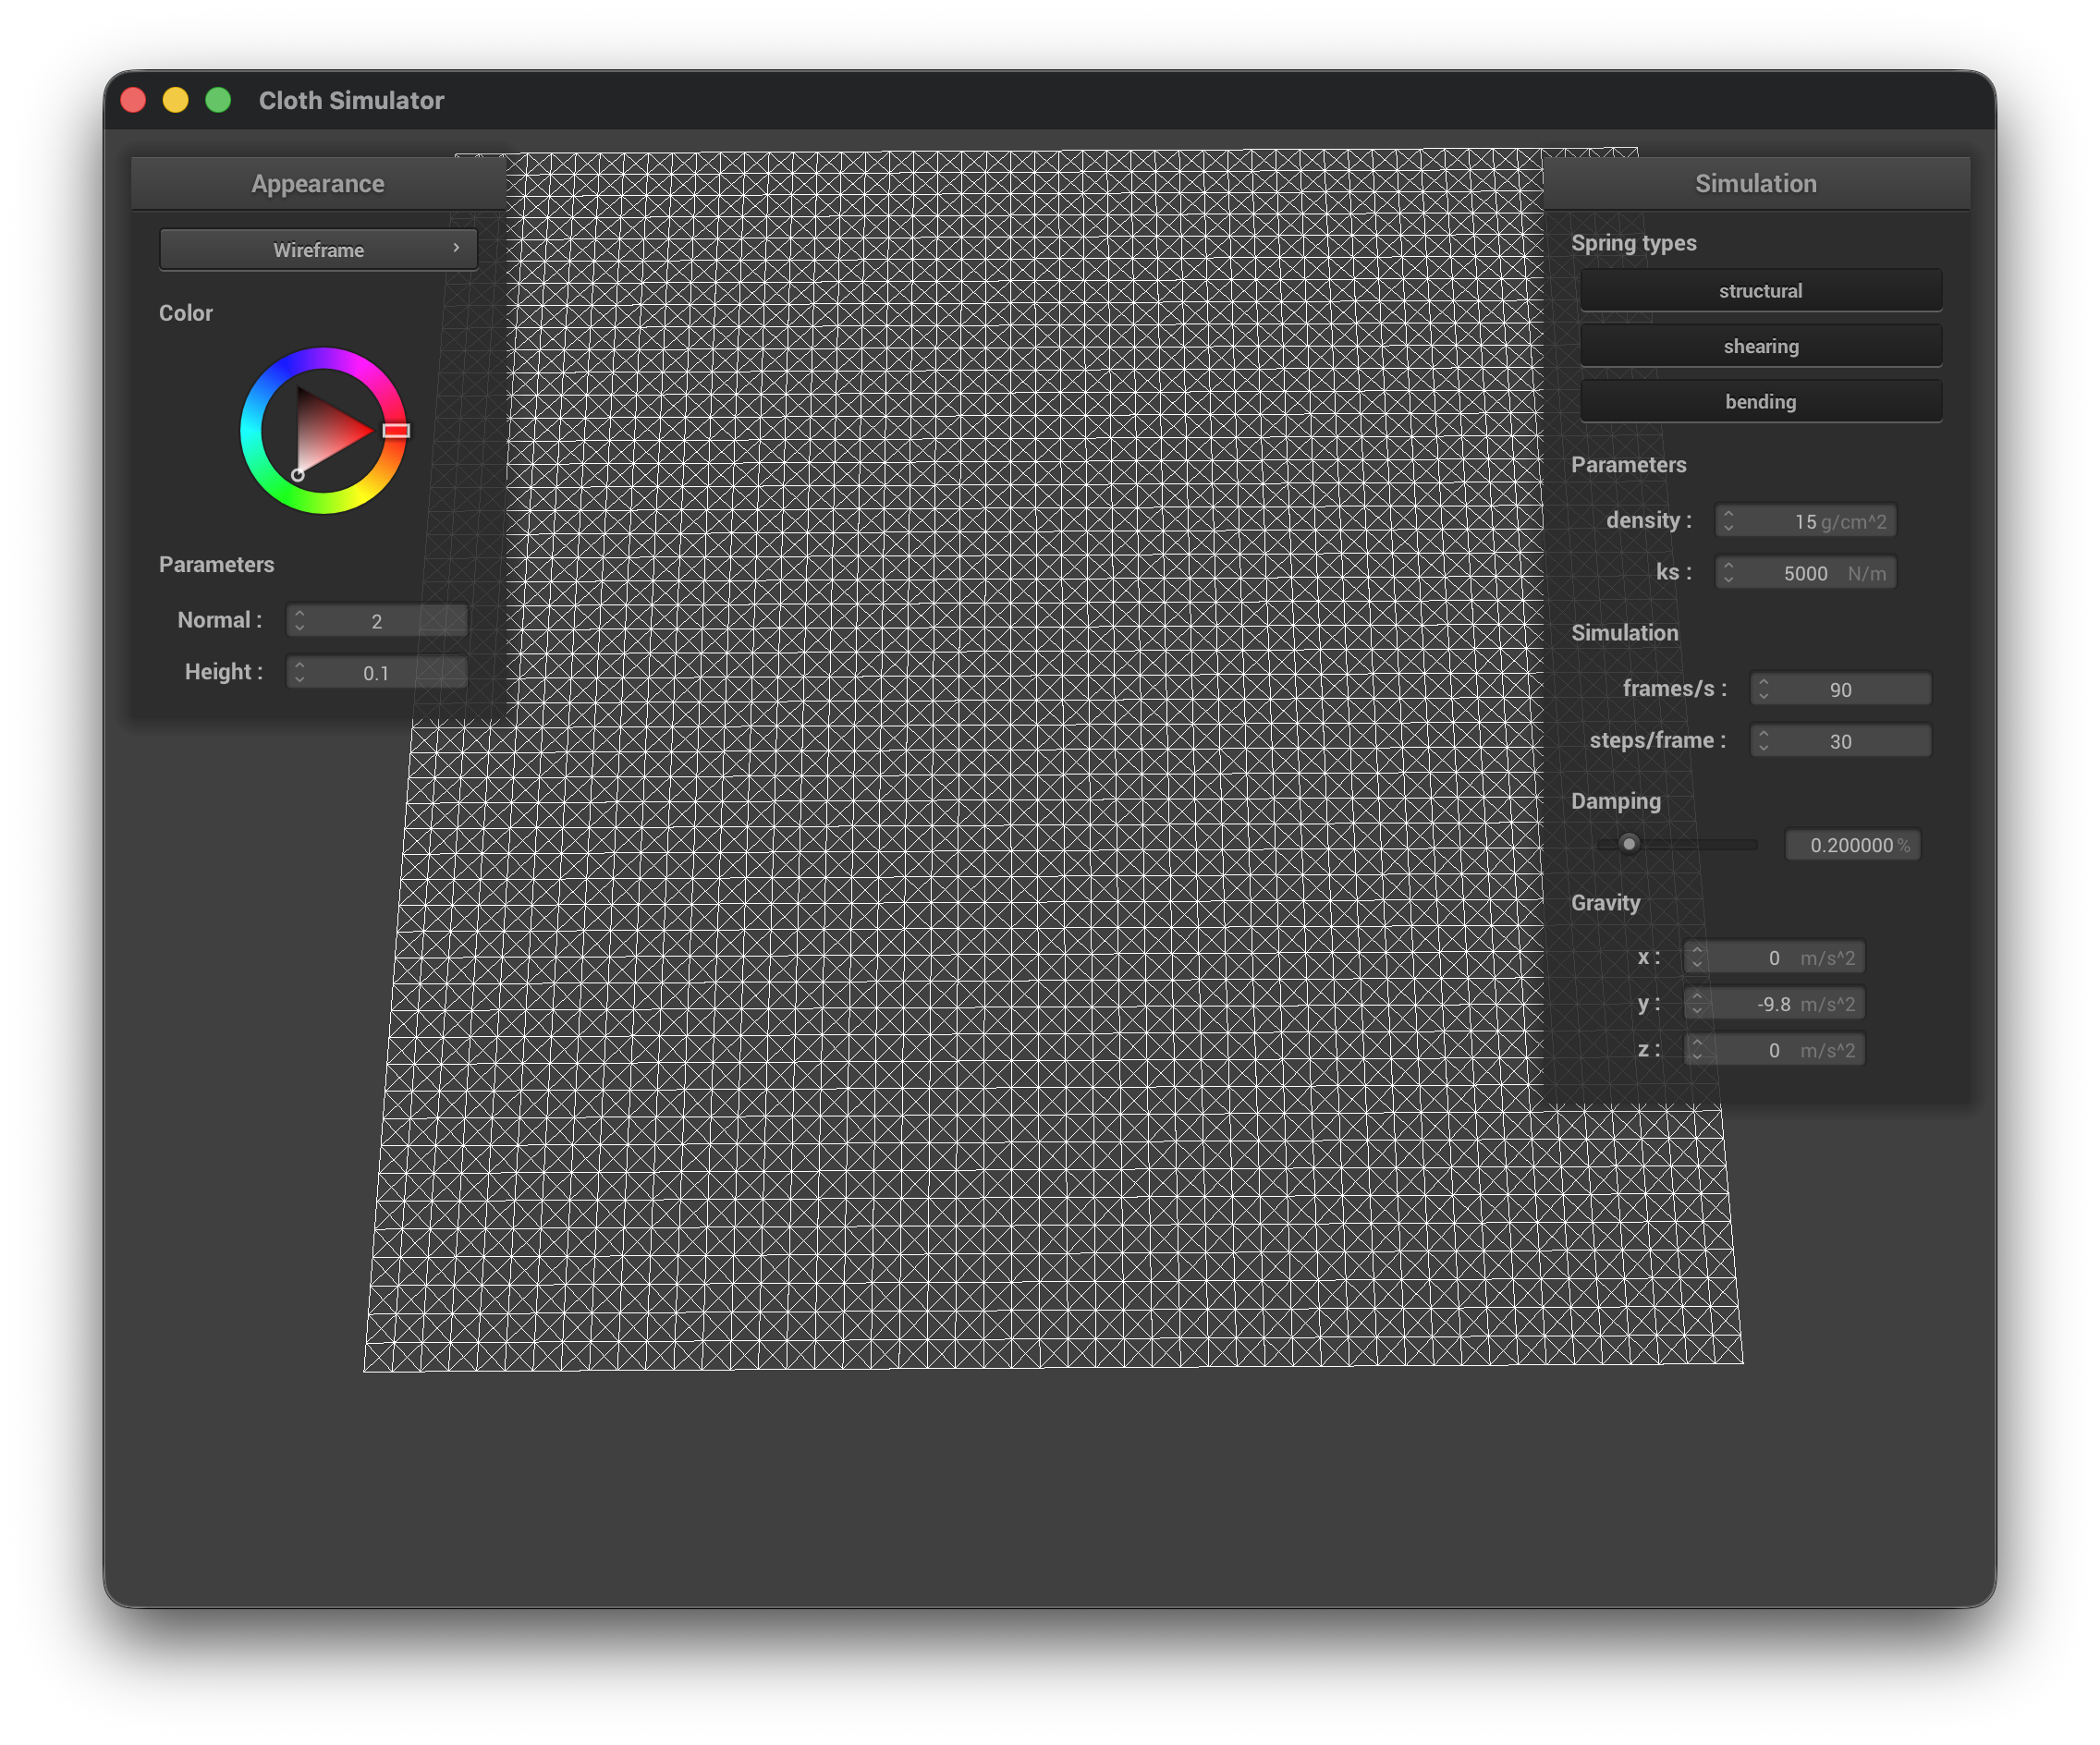 Cloth Simulator
Appearance
Wireframe
Color
Parameters
Normal : 2
Height : 0.1
Simulation
Spring types
structural
shearing
bending
Parameters
density : 15 g/cm^2
ks : 5000 N/m
Simulation
frames/s : 90
steps/frame : 30
Damping
0.200000 %
Gravity
x : 0 m/s^2
y : -9.8 m/s^2
z : 0 m/s^2